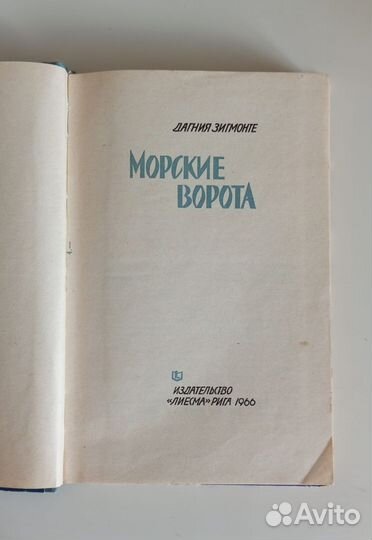 ДАГНИЯ ЗИГМОНТЕ
МОРСКИЕ
ВОРОТА
ИЗДАТЕЛЬСТВО
«ЛИЕСМА» РИГА 1966
Avito